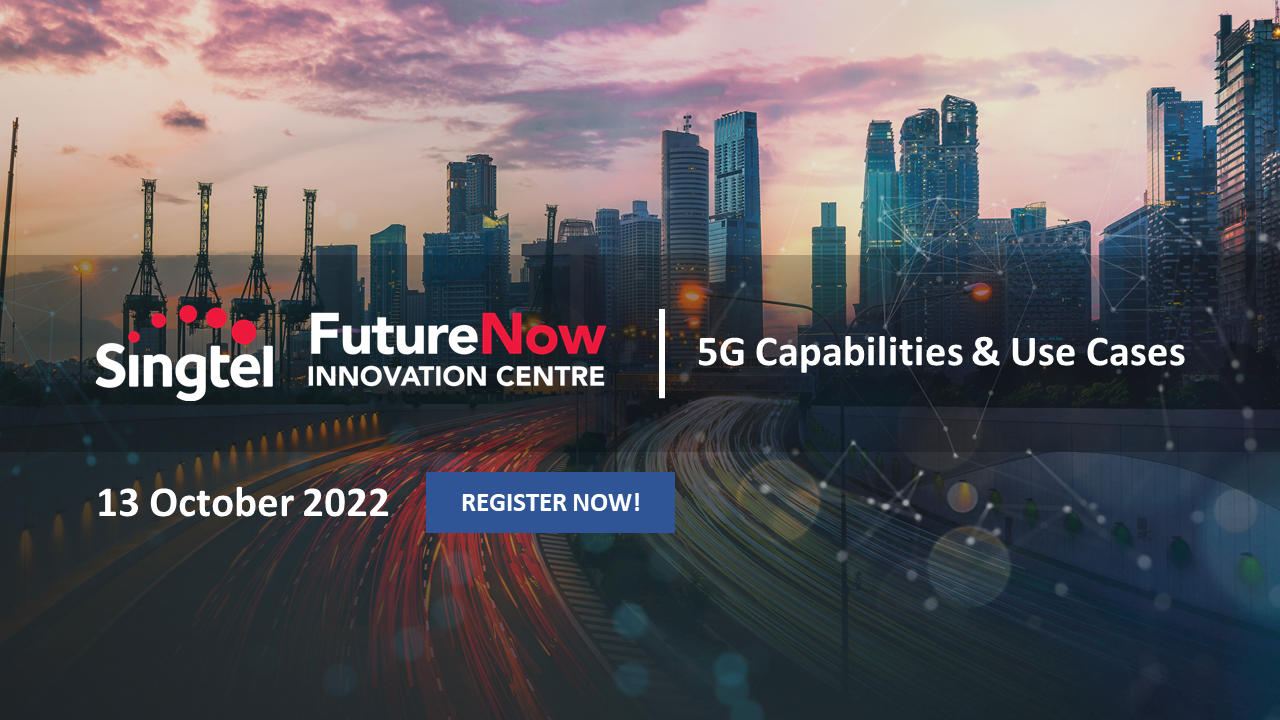 Singtel
FutureNow
INNOVATION CENTRE
5G Capabilities & Use Cases
13 October 2022
REGISTER NOW!